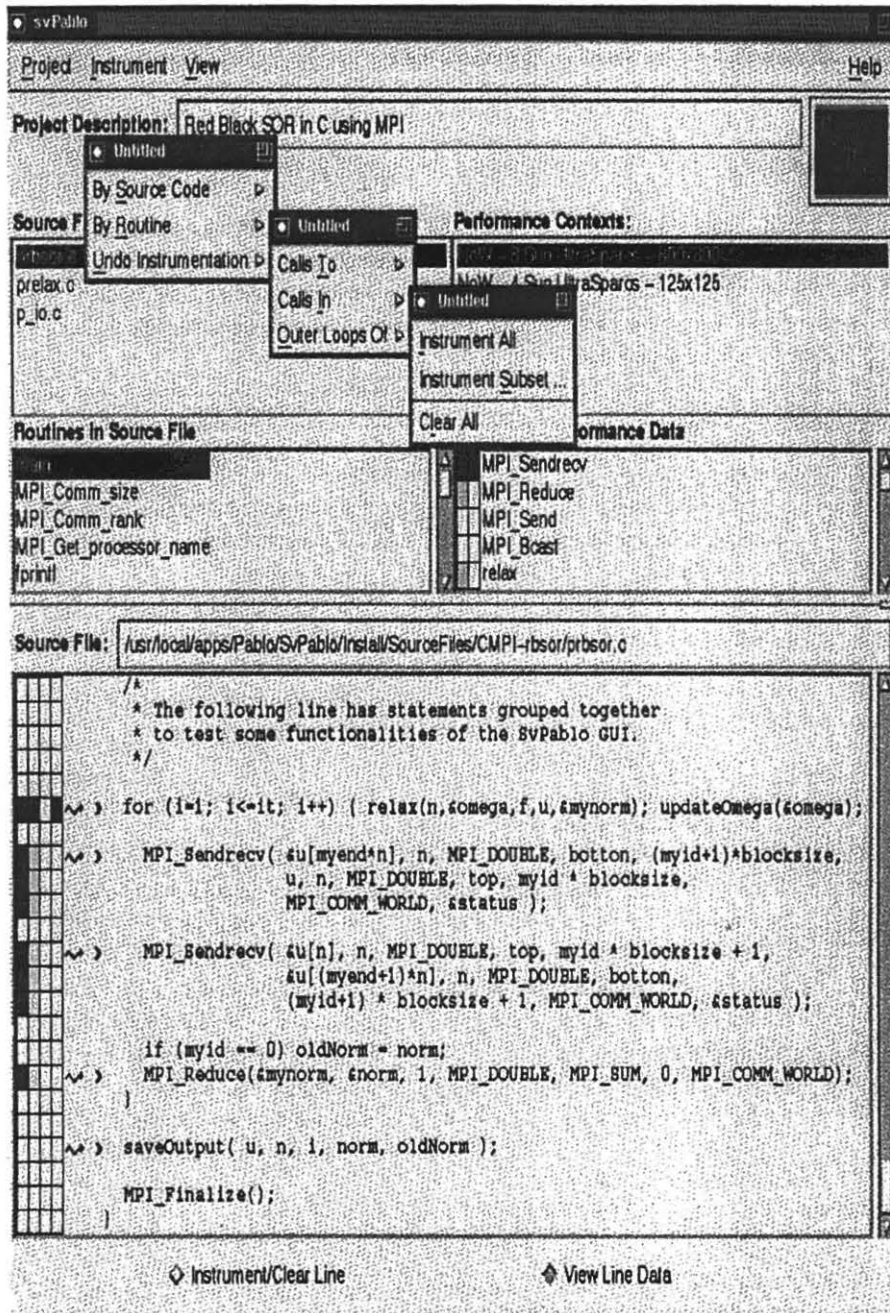 svPablo
Project Instrument View Help
Project Description: Red Black SOR in C using MPI
Untitled
By Source Code
By Routine
Undo Instrumentation
Source F
prelax.c
p_io.c
Untitled
Calls To
Calls In
Outer Loops Of
Performance Contexts:
NoW - 4 Sun UltraSparcs - 125x125
Untitled
Instrument All
Instrument Subset ...
Clear All
Routines in Source File
MPI_Comm_size
MPI_Comm_rank
MPI_Get_processor_name
fprintf
ormance Data
MPI_Sendrecv
MPI_Reduce
MPI_Send
MPI_Bcast
relax
Source File: /usr/local/apps/Pablo/SvPablo/Install/SourceFiles/CMPI-rbsor/prbsor.c
/*
* The following line has statements grouped together
* to test some functionalities of the SvPablo GUI.
*/
for (i=i; i<=it; i++) { relax(n,&omega,f,u,&mynorm); updateOmega(&omega);
MPI_Sendrecv( &u[myend*n], n, MPI_DOUBLE, botton, (myid+1)*blocksize,
u, n, MPI_DOUBLE, top, myid * blocksize,
MPI_COMM_WORLD, &status );
MPI_Sendrecv( &u[n], n, MPI_DOUBLE, top, myid * blocksize + 1,
&u[(myend+1)*n], n, MPI_DOUBLE, botton,
(myid+1) * blocksize + 1, MPI_COMM_WORLD, &status );
if (myid == 0) oldNorm = norm;
MPI_Reduce(&mynorm, &norm, 1, MPI_DOUBLE, MPI_SUM, 0, MPI_COMM_WORLD);
}
saveOutput( u, n, i, norm, oldNorm );
MPI_Finalize();
}
Instrument/Clear Line
View Line Data